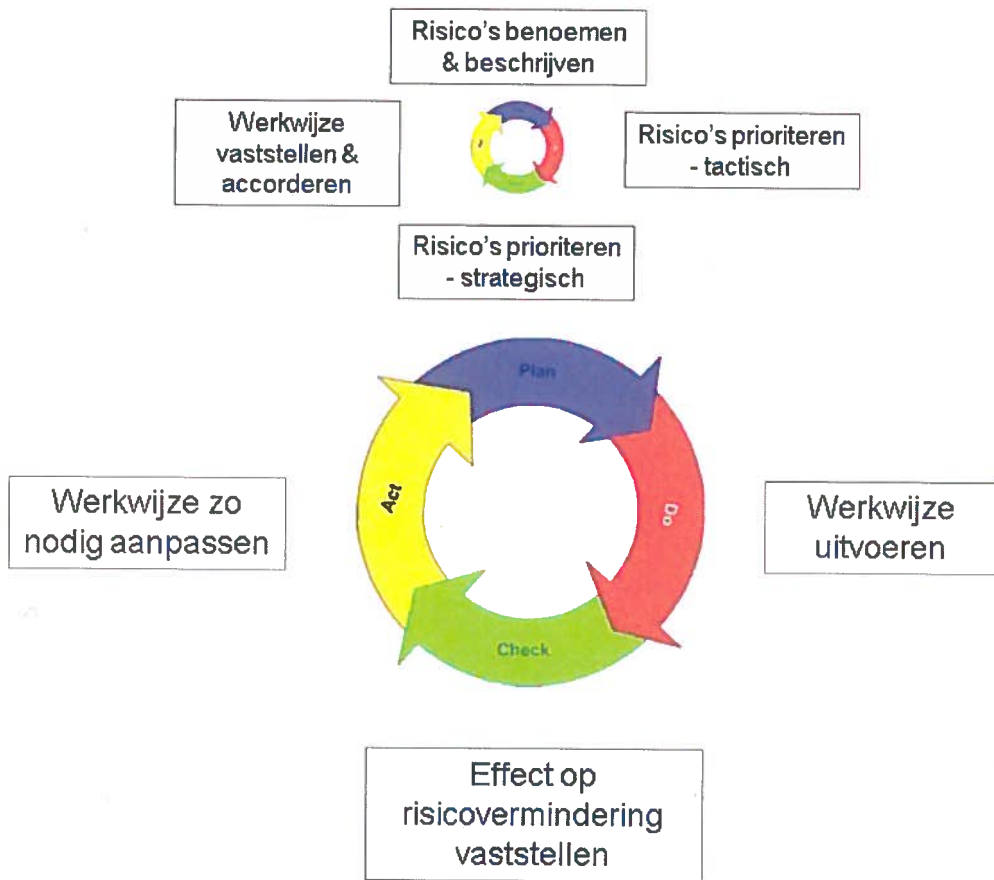 Risico's benoemen
& beschrijven
Werkwijze
vaststellen &
accorderen
Risico's prioriteren
- tactisch
Risico's prioriteren
- strategisch
Plan
Act
Do
Check
Werkwijze zo
nodig aanpassen
Werkwijze
uitvoeren
Effect op
risicovermindering
vaststellen